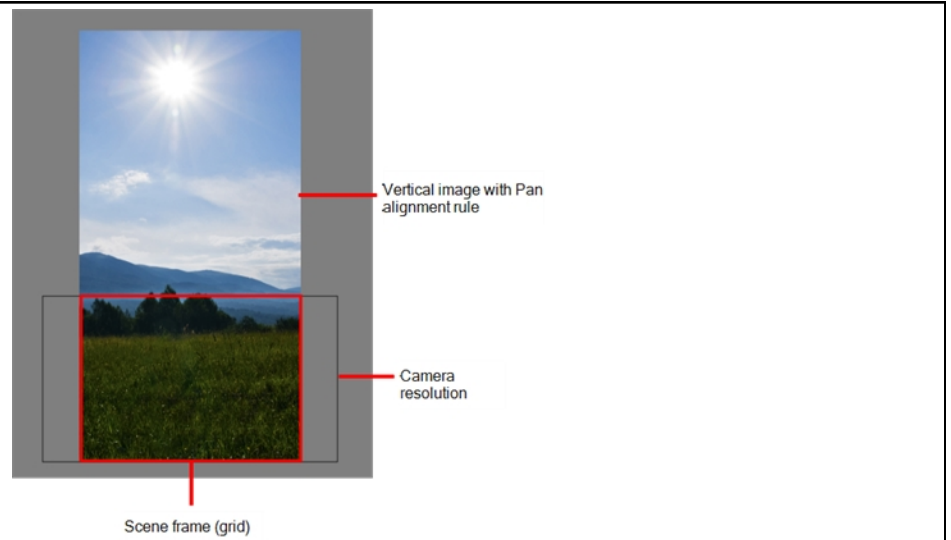 Vertical image with Pan
alignment rule
Camera
resolution
Scene frame (grid)